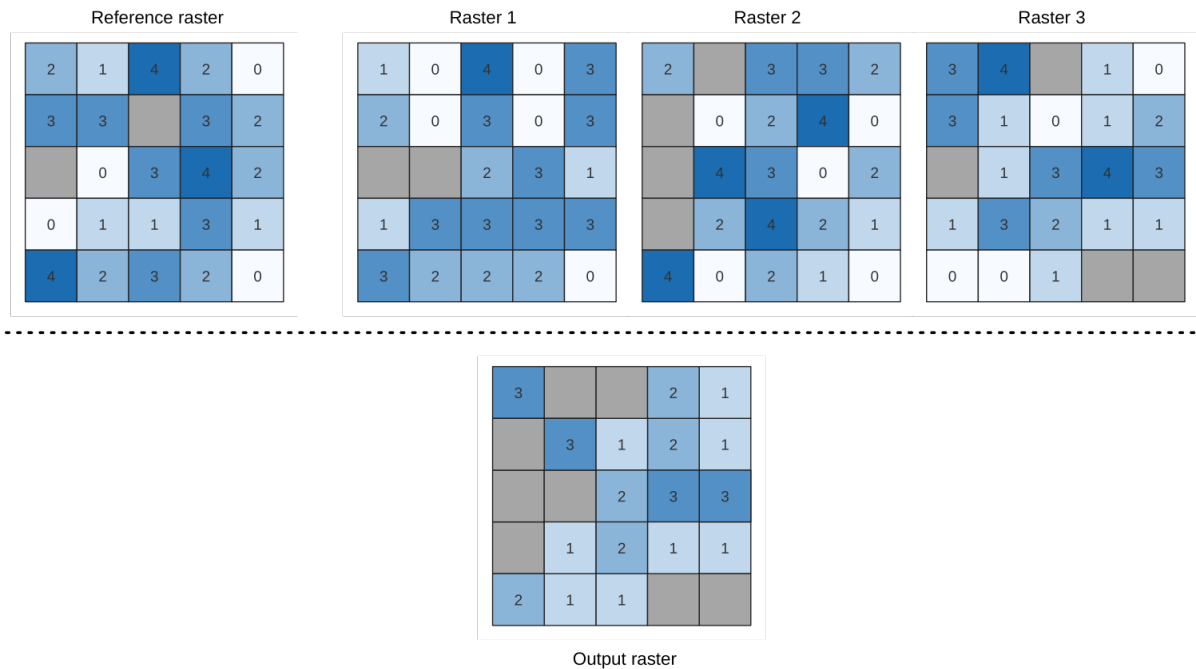 Reference raster Raster 1 Raster 2 Raster 3
2 1 4 2 0 1 0 4 0 3 2 3 3 2 3 4 1 0
3 3 3 2 2 0 3 0 3 0 2 4 0 3 1 0 1 2
0 3 4 2 2 3 1 4 3 0 2 1 3 4 3
0 1 1 3 1 1 3 3 3 3 2 4 2 1 1 3 2 1 1
4 2 3 2 0 3 2 2 2 0 4 0 2 1 0 0 0 1
3 2 1
3 1 2 1
2 3 3
1 2 1 1
2 1 1
Output raster